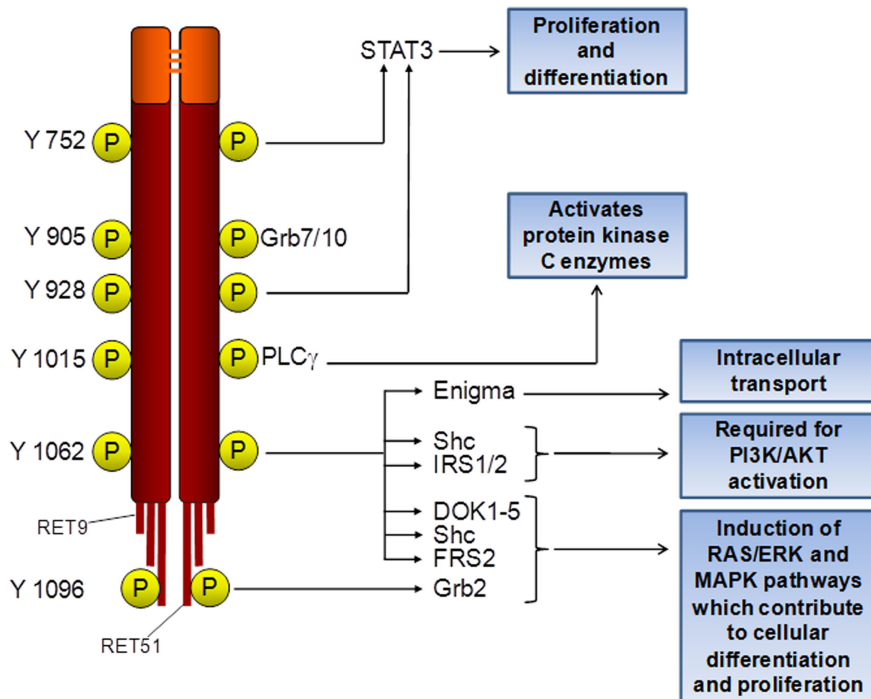 STAT3
Proliferation
and
differentiation
Y 752
P
P
Y 905
P
P
Grb7/10
Activates
protein kinase
C enzymes
Y 928
P
P
Y 1015
P
P
PLCγ
Intracellular
transport
Enigma
Y 1062
P
P
Shc
IRS1/2
Required for
PI3K/AKT
activation
RET9
DOK1-5
Shc
FRS2
Grb2
Induction of
RAS/ERK and
MAPK pathways
which contribute
to cellular
differentiation
and proliferation
Y 1096
P
P
RET51